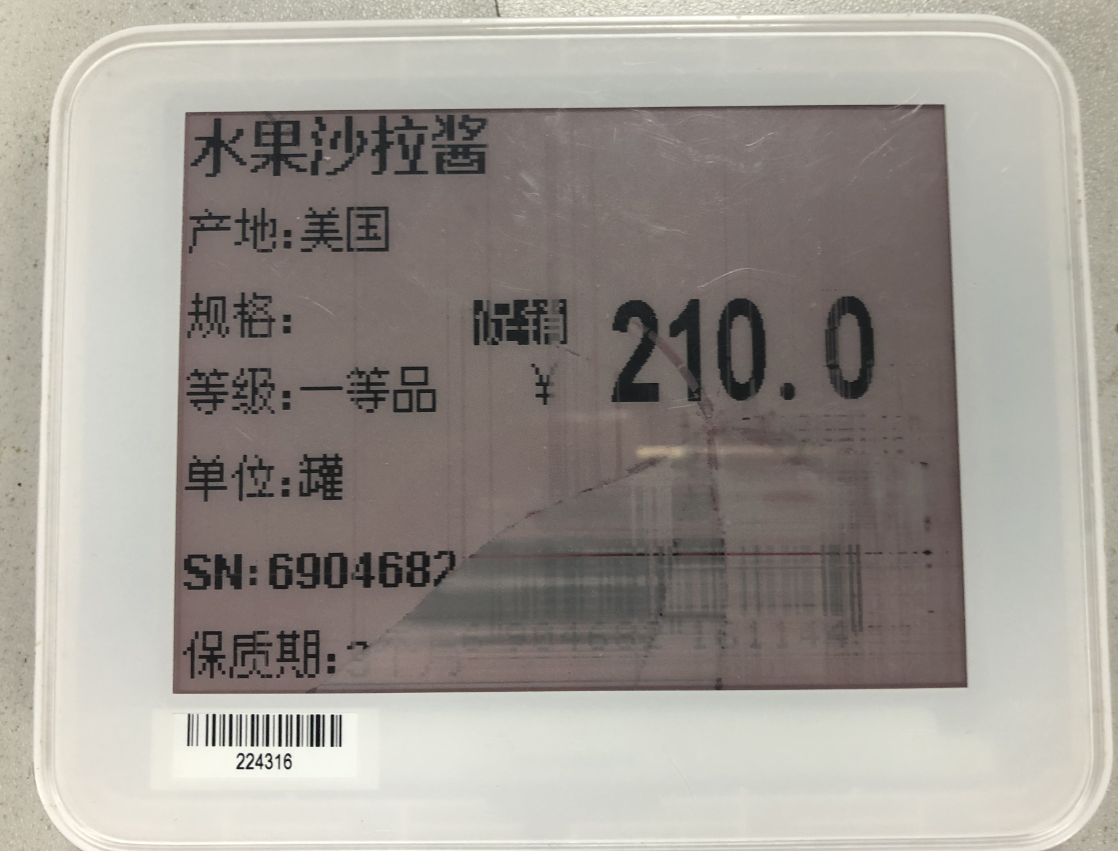 水果沙拉酱
产地:美国
规格:
促销 210.0
等级:一等品 ¥
单位:罐
SN:6904682
保质期:
224316